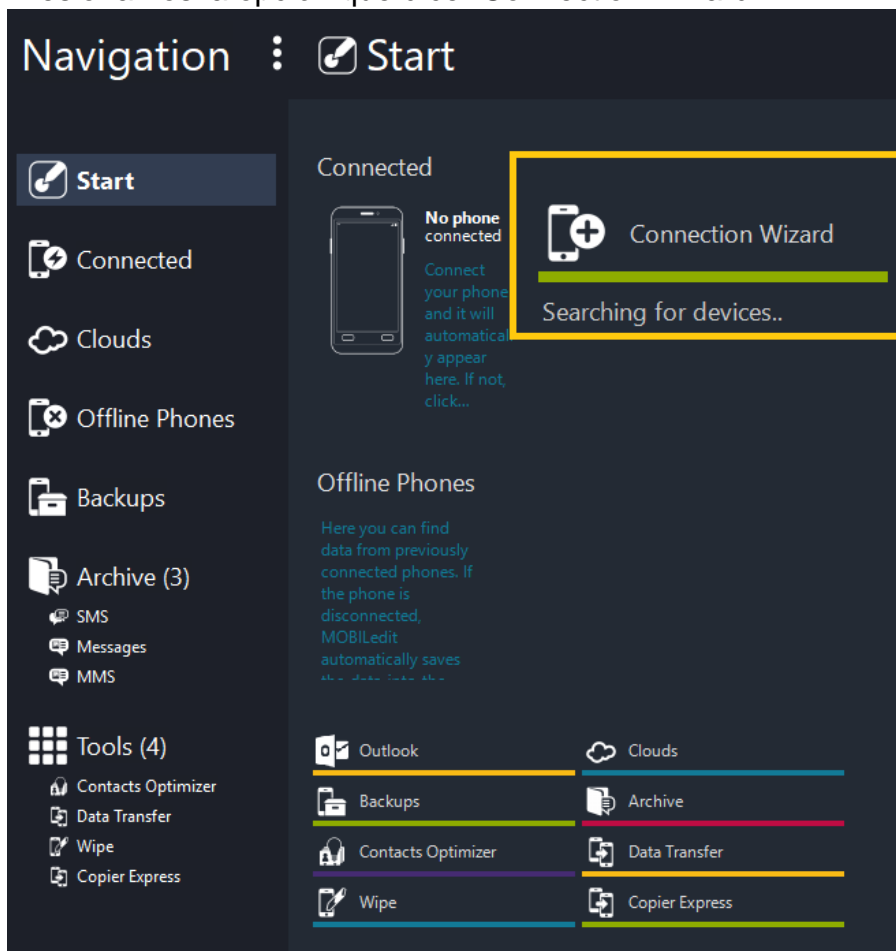 Navigation
Start
Start
Connected
Clouds
Offline Phones
Backups
Archive (3)
SMS
Messages
MMS
Tools (4)
Contacts Optimizer
Data Transfer
Wipe
Copier Express
Connected
No phone
connected
Connect
your phone
and it will
automatical
y appear
here. If not,
click...
Connection Wizard
Searching for devices..
Offline Phones
Here you can find
data from previously
connected phones. If
the phone is
disconnected,
MOBILedit
automatically saves
Outlook
Clouds
Backups
Archive
Contacts Optimizer
Data Transfer
Wipe
Copier Express